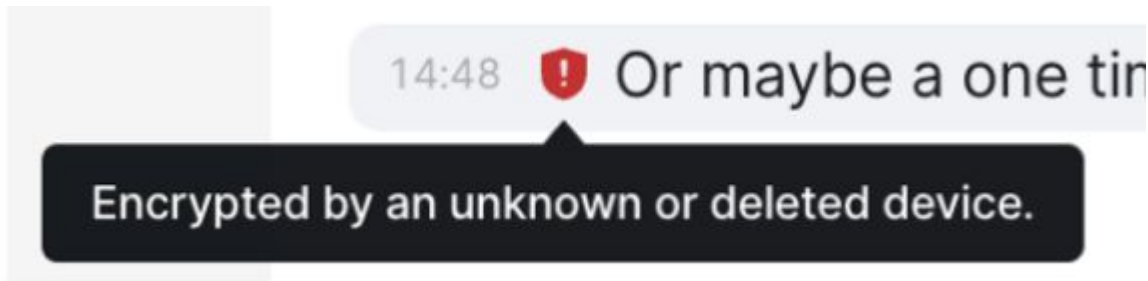 14:48 Or maybe a one
Encrypted by an unknown or deleted device.